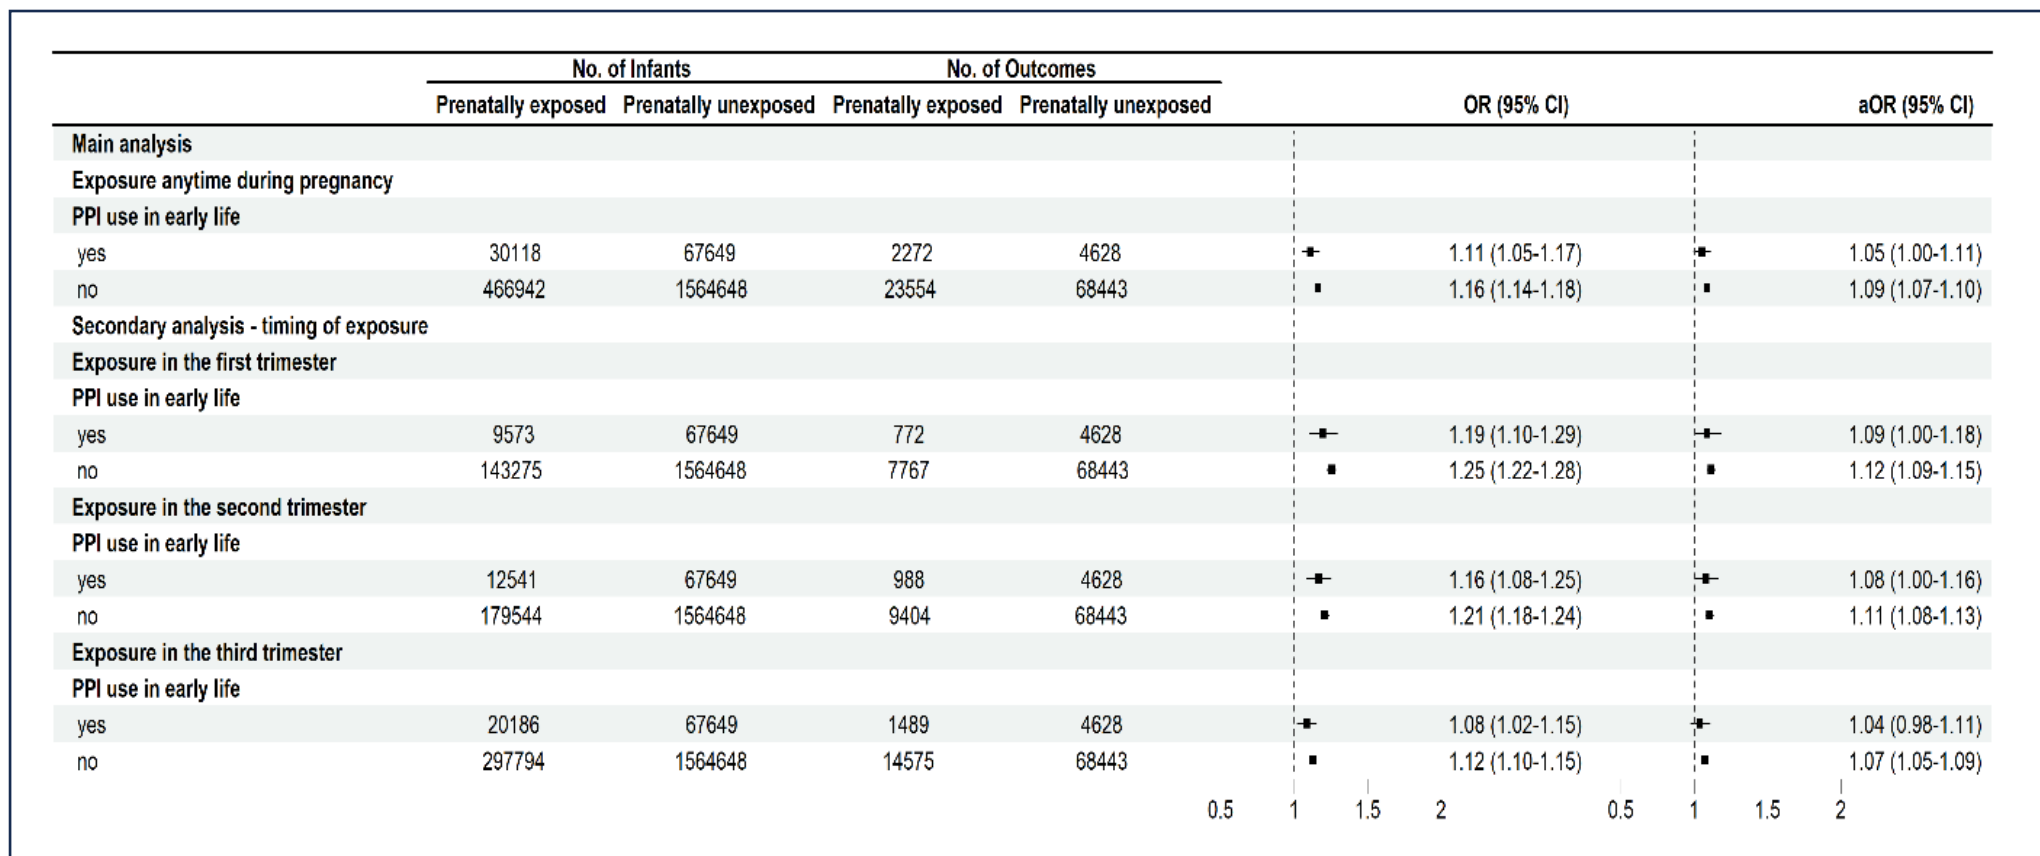 No. of Infants No. of Outcomes
Prenatally exposed Prenatally unexposed Prenatally exposed Prenatally unexposed OR (95% CI) aOR (95% CI)
Main analysis
Exposure anytime during pregnancy
PPI use in early life
yes 30118 67649 2272 4628 1.11 (1.05-1.17) 1.05 (1.00-1.11)
no 466942 1564648 23554 68443 1.16 (1.14-1.18) 1.09 (1.07-1.10)
Secondary analysis - timing of exposure
Exposure in the first trimester
PPI use in early life
yes 9573 67649 772 4628 1.19 (1.10-1.29) 1.09 (1.00-1.18)
no 143275 1564648 7767 68443 1.25 (1.22-1.28) 1.12 (1.09-1.15)
Exposure in the second trimester
PPI use in early life
yes 12541 67649 988 4628 1.16 (1.08-1.25) 1.08 (1.00-1.16)
no 179544 1564648 9404 68443 1.21 (1.18-1.24) 1.11 (1.08-1.13)
Exposure in the third trimester
PPI use in early life
yes 20186 67649 1489 4628 1.08 (1.02-1.15) 1.04 (0.98-1.11)
no 297794 1564648 14575 68443 1.12 (1.10-1.15) 1.07 (1.05-1.09)
0.5 1 1.5 2 0.5 1 1.5 2